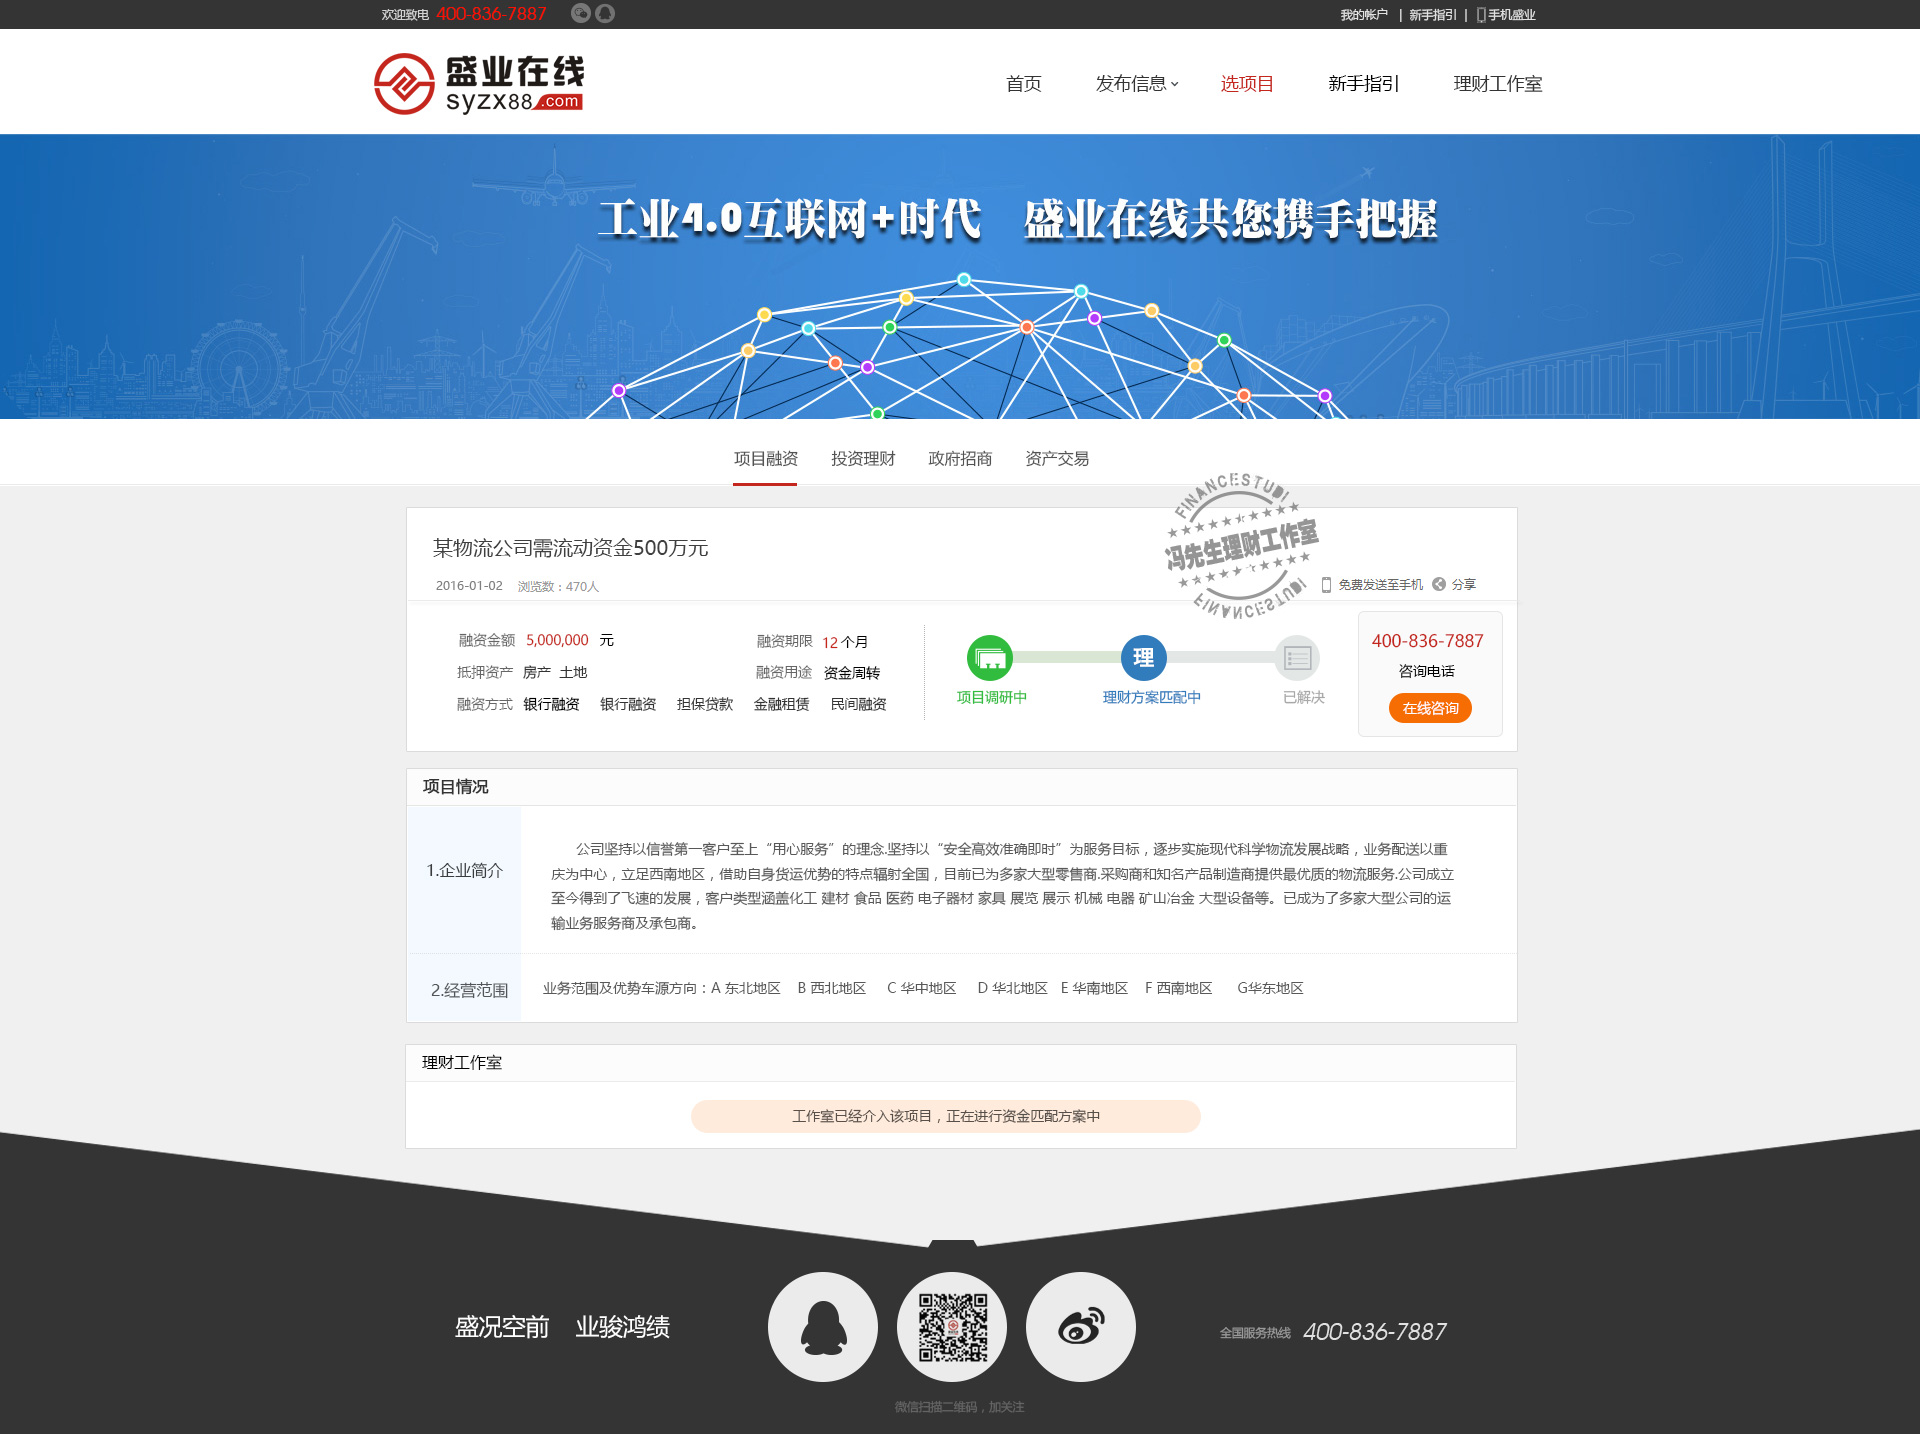 欢迎致电 400-836-7887
我的帐户 | 新手指引 | 手机盛业
盛业在线
syzx88.com
首页 发布信息 选项目 新手指引 理财工作室
工业4.0互联网+时代 盛业在线共您携手把握
项目融资 投资理财 政府招商 资产交易
FINANCESTUDI
冯先生理财工作室
FINANCESTUDI
某物流公司需流动资金500万元
2016-01-02 浏览数：470人
免费发送至手机 分享
融资金额 5,000,000 元 融资期限 12 个月
抵押资产 房产 土地 融资用途 资金周转
融资方式 银行融资 银行融资 担保贷款 金融租赁 民间融资
理
项目调研中 理财方案匹配中 已解决
400-836-7887
咨询电话
在线咨询
项目情况
1.企业简介
公司坚持以信誉第一客户至上“用心服务”的理念.坚持以“安全高效准确即时”为服务目标，逐步实施现代科学物流发展战略，业务配送以重
庆为中心，立足西南地区，借助自身货运优势的特点辐射全国，目前已为多家大型零售商.采购商和知名产品制造商提供最优质的物流服务.公司成立
至今得到了飞速的发展，客户类型涵盖化工 建材 食品 医药 电子器材 家具 展览 展示 机械 电器 矿山冶金 大型设备等。已成为了多家大型公司的运
输业务服务商及承包商。
2.经营范围
业务范围及优势车源方向：A 东北地区 B 西北地区 C 华中地区 D 华北地区 E 华南地区 F 西南地区 G华东地区
理财工作室
工作室已经介入该项目，正在进行资金匹配方案中
盛况空前 业骏鸿绩
全国服务热线 400-836-7887
微信扫描二维码，加关注